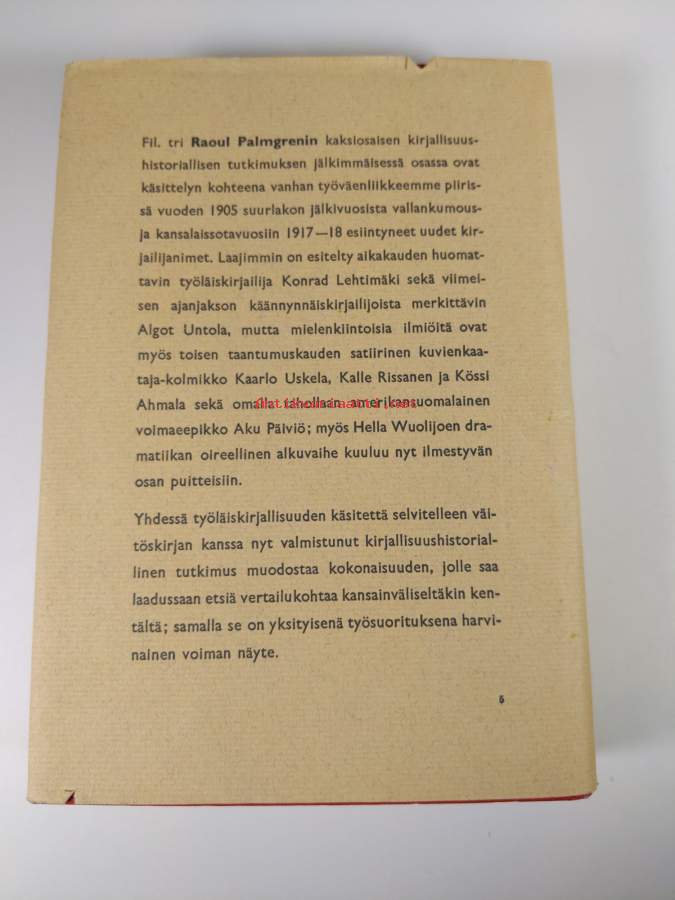 Fil. tri Raoul Palmgrenin kaksiosaisen kirjallisuus-
historiallisen tutkimuksen jälkimmäisessä osassa ovat
käsittelyn kohteena vanhan työväenliikkeemme piiris-
sä vuoden 1905 suurlakon jälkivuosista vallankumous-
ja kansalaissotavuosiin 1917—18 esiintyneet uudet kir-
jailijanimet. Laajimmin on esitelty aikakauden huomat-
tavin työläiskirjailija Konrad Lehtimäki sekä viimei-
sen ajanjakson käännynnäiskirjailijoista merkittävin
Algot Untola, mutta mielenkiintoisia ilmiöitä ovat
myös toisen taantumuskauden satiirinen kuvienkaa-
taja-kolmikko Kaarlo Uskela, Kalle Rissanen ja Kössi
Ahmala sekä omalla tahollaan amerikansuomalainen
voimaeepikko Aku Päiviö; myös Hella Wuolijoen dra-
matiikan oireellinen alkuvaihe kuuluu nyt ilmestyvän
osan puitteisiin.
Yhdessä työläiskirjallisuuden käsitettä selvitelleen väi-
töskirjan kanssa nyt valmistunut kirjallisuushistorial-
linen tutkimus muodostaa kokonaisuuden, jolle saa
laadussaan etsiä vertailukohtaa kansainväliseltäkin ken-
tältä; samalla se on yksityisenä työsuorituksena harvi-
nainen voiman näyte.